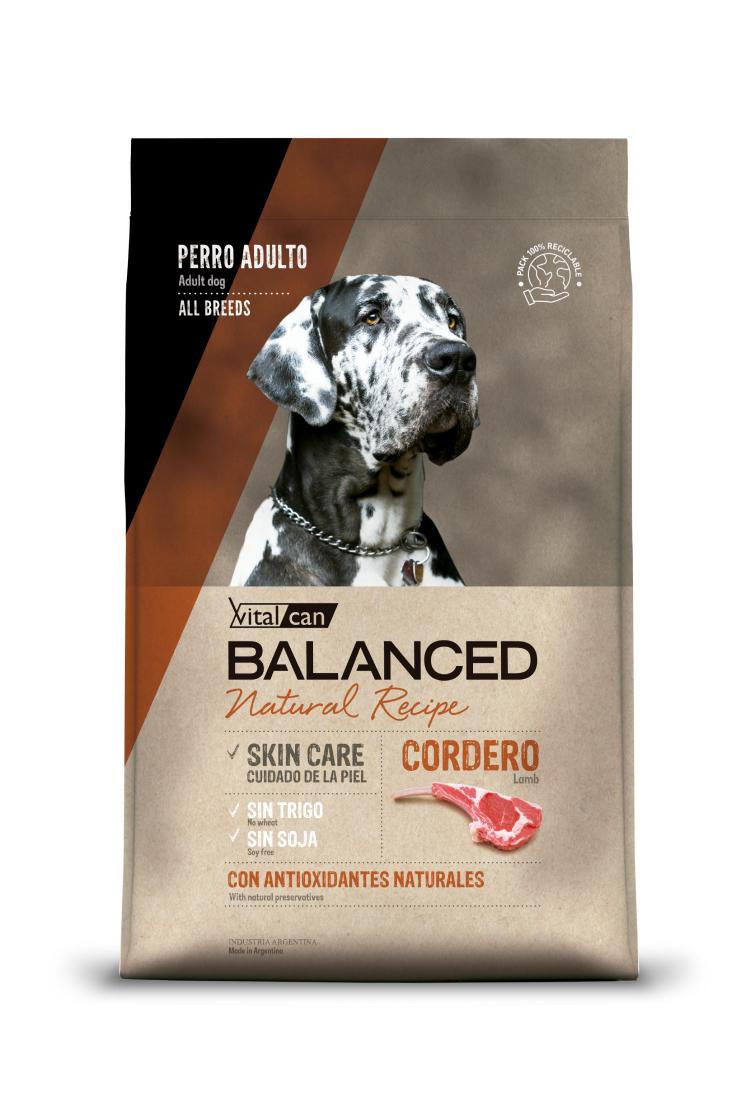 PERRO ADULTO
Adult dog
ALL BREEDS
• PACK 100% RECICLABLE •
vital can
BALANCED
Natural Recipe
SKIN CARE
CUIDADO DE LA PIEL
CORDERO
Lamb
SIN TRIGO
No wheat
SIN SOJA
Soy free
CON ANTIOXIDANTES NATURALES
With natural preservatives
INDUSTRIA ARGENTINA
Made in Argentina